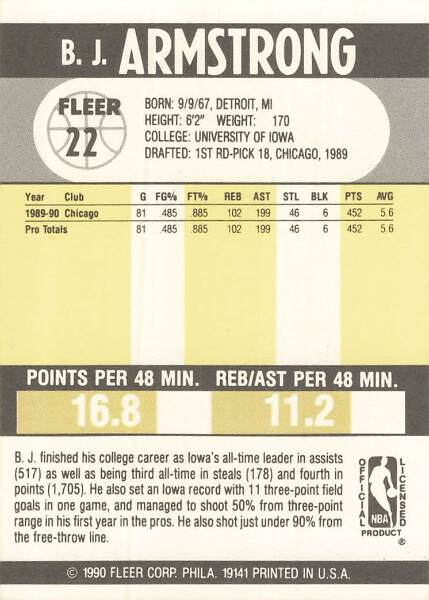 B. J. ARMSTRONG
FLEER
22
BORN: 9/9/67, DETROIT, MI
HEIGHT: 6'2" WEIGHT: 170
COLLEGE: UNIVERSITY OF IOWA
DRAFTED: 1ST RD-PICK 18, CHICAGO, 1989
Year Club G FG% FT% REB AST STL BLK PTS AVG
1989-90 Chicago 81 .485 .885 102 199 46 6 452 5.6
Pro Totals 81 .485 .885 102 199 46 6 452 5.6
POINTS PER 48 MIN. REB/AST PER 48 MIN.
16.8 11.2
B. J. finished his college career as Iowa's all-time leader in assists
(517) as well as being third all-time in steals (178) and fourth in
points (1,705). He also set an Iowa record with 11 three-point field
goals in one game, and managed to shoot 50% from three-point
range in his first year in the pros. He also shot just under 90% from
the free-throw line.
OFFICIAL
LICENSED
NBA
PRODUCT ®
© 1990 FLEER CORP. PHILA. 19141 PRINTED IN U.S.A.